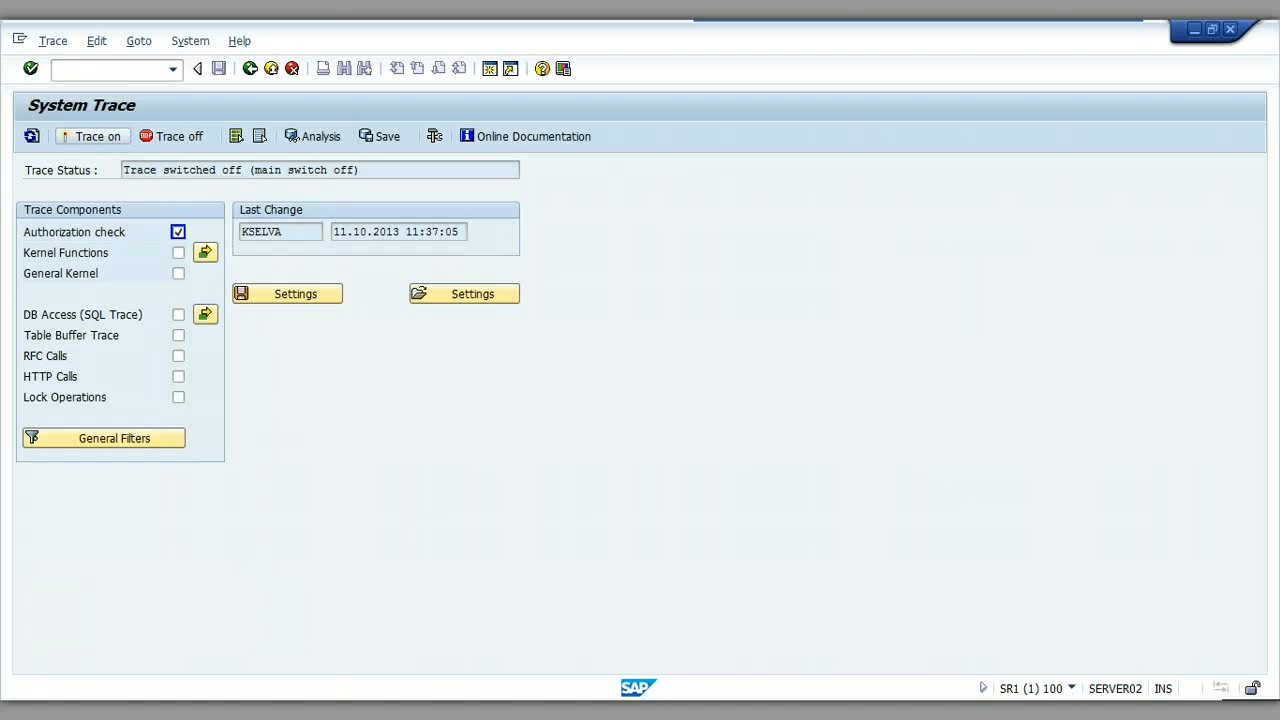 Trace Edit Goto System Help
System Trace
Trace on STOP Trace off Analysis Save Online Documentation
Trace Status : Trace switched off (main switch off)
Trace Components
Last Change
Authorization check
KSELVA 11.10.2013 11:37:05
Kernel Functions
General Kernel
Settings Settings
DB Access (SQL Trace)
Table Buffer Trace
RFC Calls
HTTP Calls
Lock Operations
General Filters
SAP SR1 (1) 100 SERVER02 INS